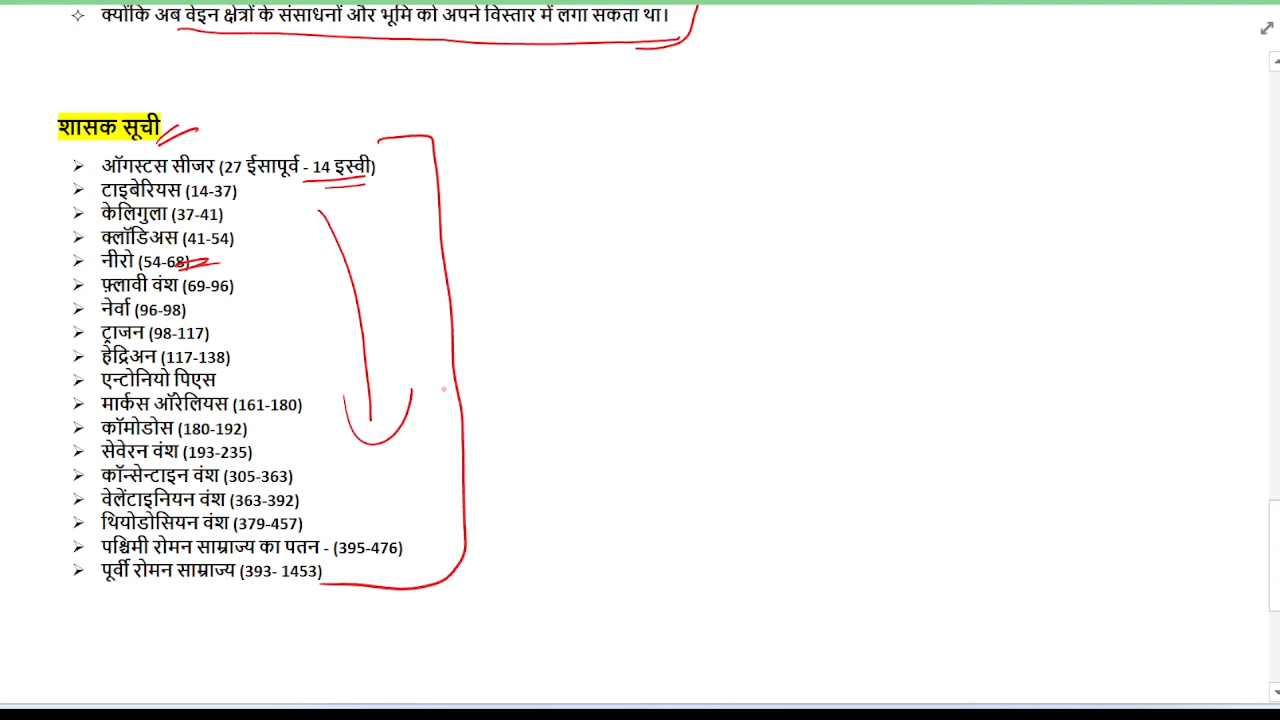 ✧ क्योंकि अब वेइन क्षेत्रों के संसाधनों और भूमि को अपने विस्तार में लगा सकता था।
शासक सूची
➢ ऑगस्टस सीजर (27 ईसापूर्व - 14 इस्वी)
➢ टाइबेरियस (14-37)
➢ केलिगुला (37-41)
➢ क्लॉडिअस (41-54)
➢ नीरो (54-68)
➢ फ़्लावी वंश (69-96)
➢ नेर्वा (96-98)
➢ ट्राजन (98-117)
➢ हेद्रिअन (117-138)
➢ एन्टोनियो पिएस
➢ मार्कस ऑरेलियस (161-180)
➢ कॉमोडोस (180-192)
➢ सेवेरन वंश (193-235)
➢ कॉन्सेन्टाइन वंश (305-363)
➢ वेलेंटाइनियन वंश (363-392)
➢ थियोडोसियन वंश (379-457)
➢ पश्चिमी रोमन साम्राज्य का पतन - (395-476)
➢ पूर्वी रोमन साम्राज्य (393- 1453)